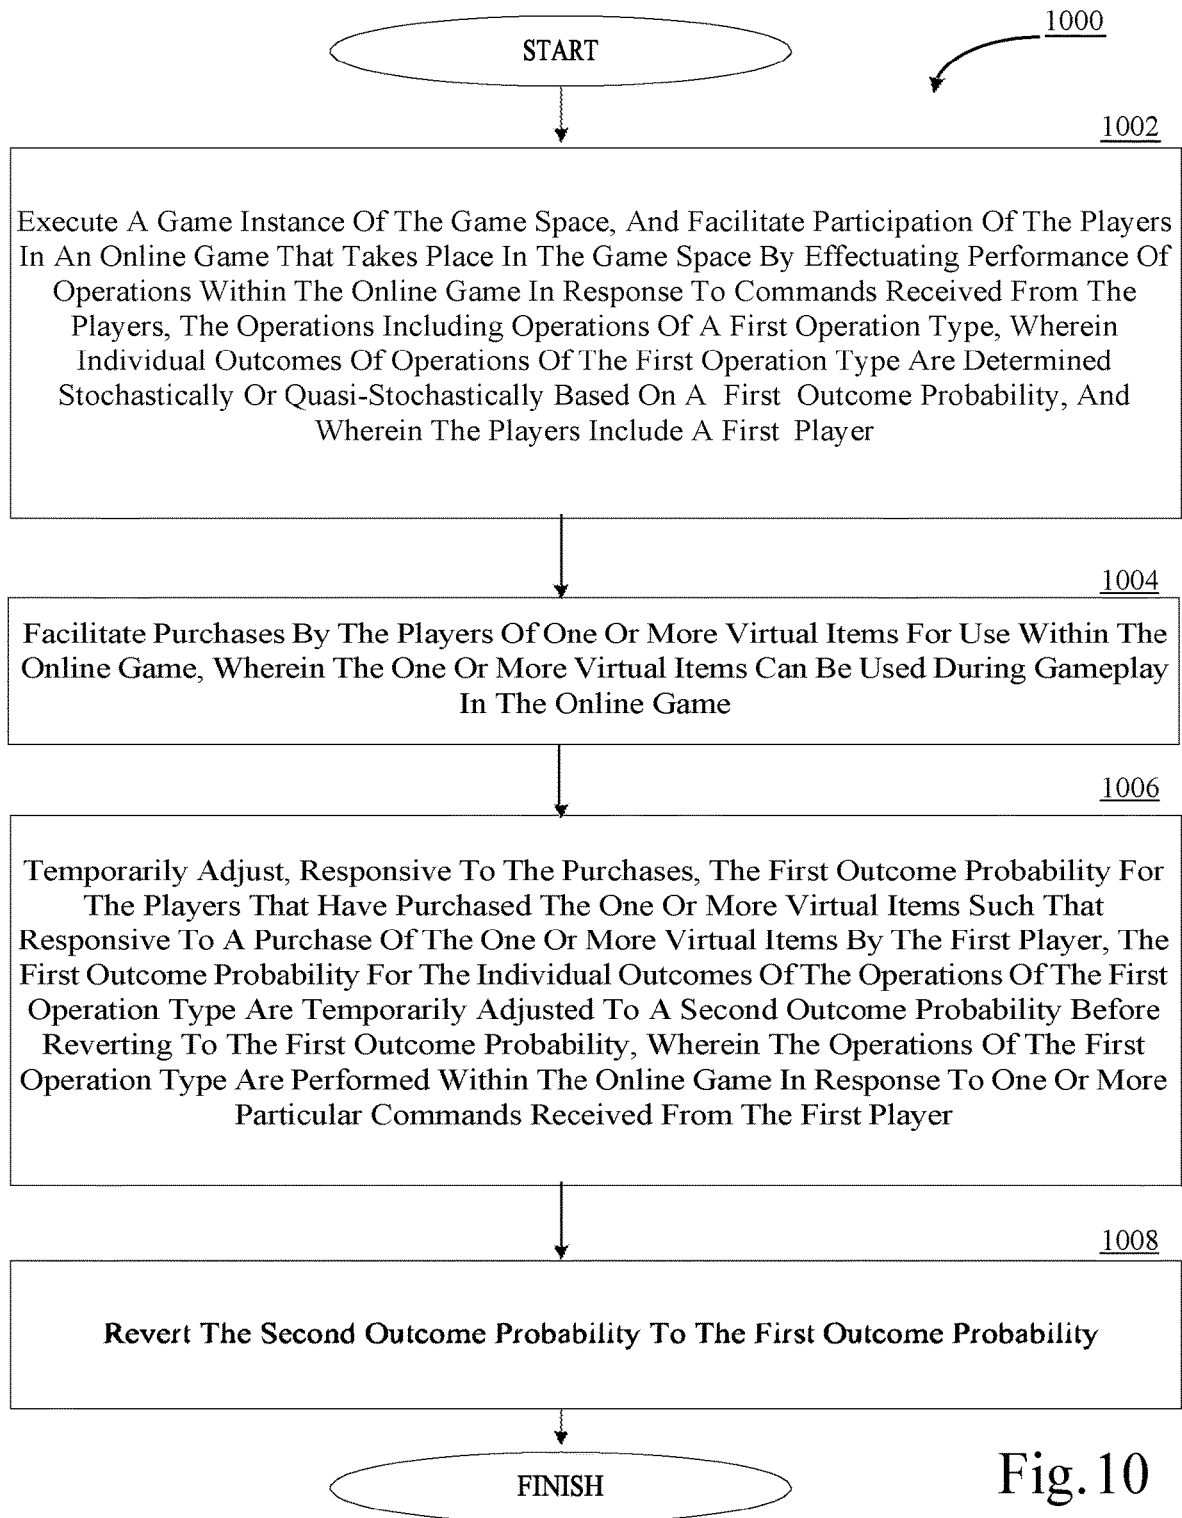 START
1000
1002
Execute A Game Instance Of The Game Space, And Facilitate Participation Of The Players
In An Online Game That Takes Place In The Game Space By Effectuating Performance Of
Operations Within The Online Game In Response To Commands Received From The
Players, The Operations Including Operations Of A First Operation Type, Wherein
Individual Outcomes Of Operations Of The First Operation Type Are Determined
Stochastically Or Quasi-Stochastically Based On A First Outcome Probability, And
Wherein The Players Include A First Player
1004
Facilitate Purchases By The Players Of One Or More Virtual Items For Use Within The
Online Game, Wherein The One Or More Virtual Items Can Be Used During Gameplay
In The Online Game
1006
Temporarily Adjust, Responsive To The Purchases, The First Outcome Probability For
The Players That Have Purchased The One Or More Virtual Items Such That
Responsive To A Purchase Of The One Or More Virtual Items By The First Player, The
First Outcome Probability For The Individual Outcomes Of The Operations Of The First
Operation Type Are Temporarily Adjusted To A Second Outcome Probability Before
Reverting To The First Outcome Probability, Wherein The Operations Of The First
Operation Type Are Performed Within The Online Game In Response To One Or More
Particular Commands Received From The First Player
1008
Revert The Second Outcome Probability To The First Outcome Probability
FINISH
Fig. 10